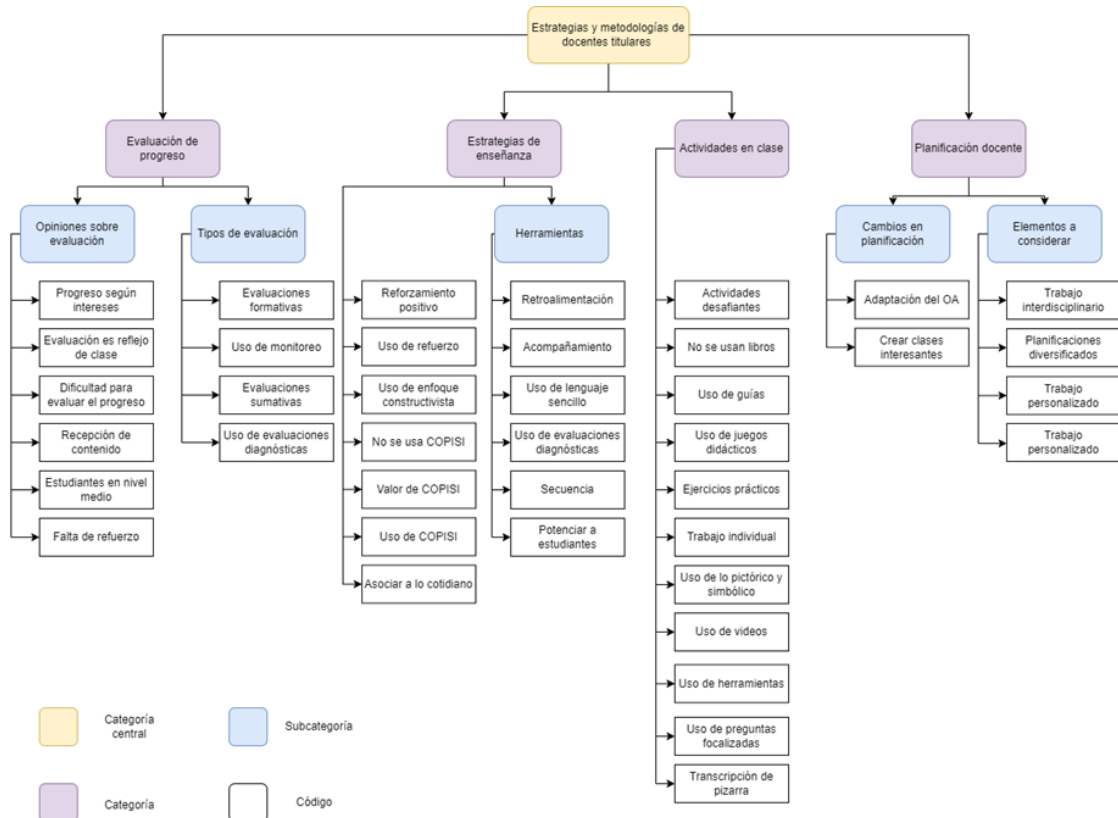 Estrategias y metodologías de
docentes titulares
Evaluación de
progreso
Estrategias de
enseñanza
Actividades en clase
Planificación docente
Opiniones sobre
evaluación
Tipos de evaluación
Herramientas
Cambios en
planificación
Elementos a
considerar
Progreso según
intereses
Evaluación es reflejo
de clase
Dificultad para
evaluar el progreso
Recepción de
contenido
Estudiantes en nivel
medio
Falta de refuerzo
Evaluaciones
formativas
Uso de monitoreo
Evaluaciones
sumativas
Uso de evaluaciones
diagnósticas
Reforzamiento
positivo
Uso de refuerzo
Uso de enfoque
constructivista
No se usa COPISI
Valor de COPISI
Uso de COPISI
Asociar a lo cotidiano
Retroalimentación
Acompañamiento
Uso de lenguaje
sencillo
Uso de evaluaciones
diagnósticas
Secuencia
Potenciar a
estudiantes
Actividades
desafiantes
No se usan libros
Uso de guías
Uso de juegos
didácticos
Ejercicios prácticos
Trabajo individual
Uso de lo pictórico y
simbólico
Uso de videos
Uso de herramientas
Uso de preguntas
focalizadas
Transcripción de
pizarra
Adaptación del OA
Crear clases
interesantes
Trabajo
interdisciplinario
Planificaciones
diversificados
Trabajo
personalizado
Trabajo
personalizado
Categoría
central
Subcategoría
Categoría
Código